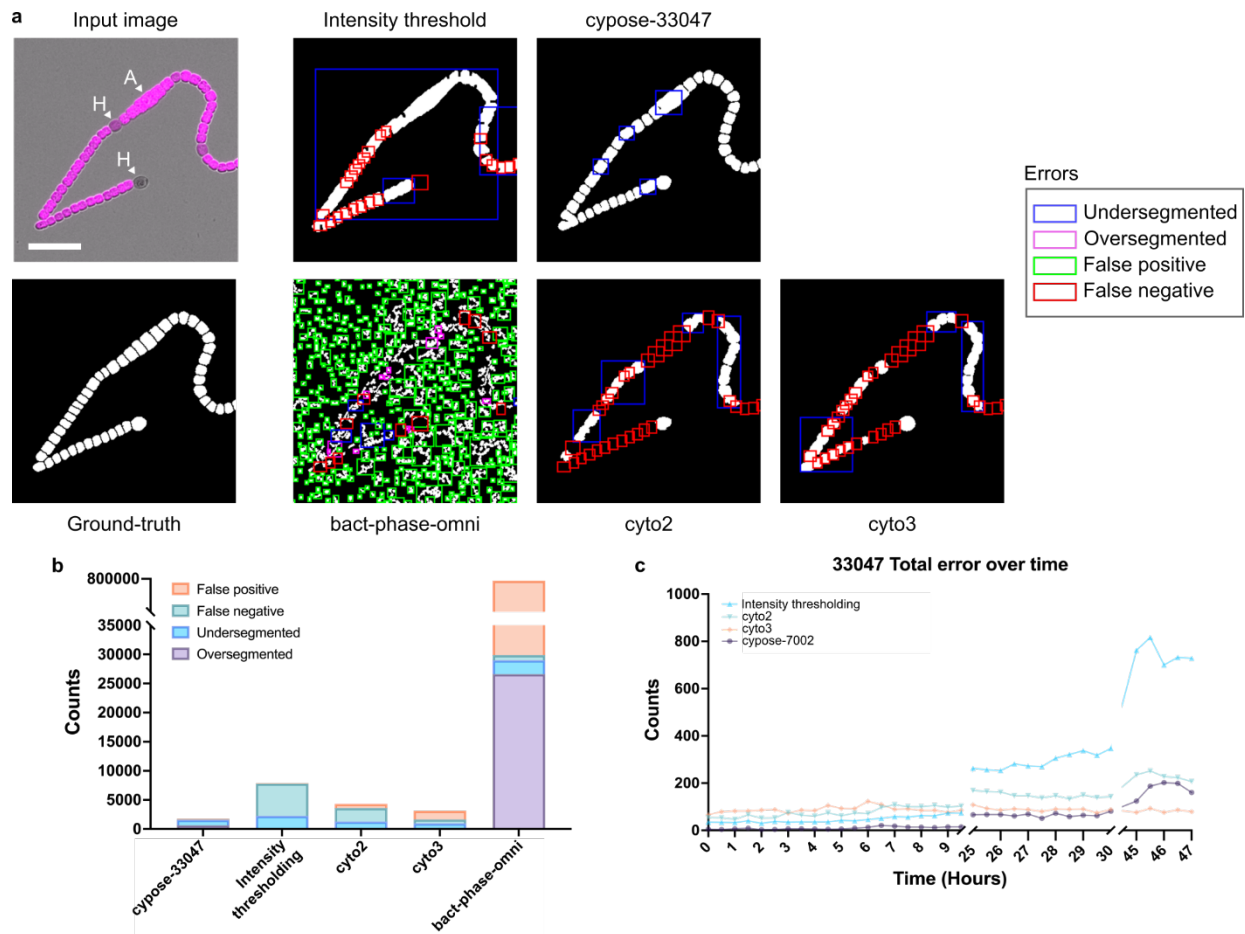 a
Input image
Intensity threshold
cypose-33047
A
H
H
Errors
Undersegmented
Oversegmented
False positive
False negative
Ground-truth
bact-phase-omni
cyto2
cyto3
b
800000
35000
30000
25000
20000
15000
10000
5000
0
Counts
False positive
False negative
Undersegmented
Oversegmented
cypose-33047
Intensity
thresholding
cyto2
cyto3
bact-phase-omni
c
33047 Total error over time
1000
800
600
400
200
0
Counts
Intensity thresholding
cyto2
cyto3
cypose-7002
0 1 2 3 4 5 6 7 8 9 25 26 27 28 29 30 45 46 47
Time (Hours)